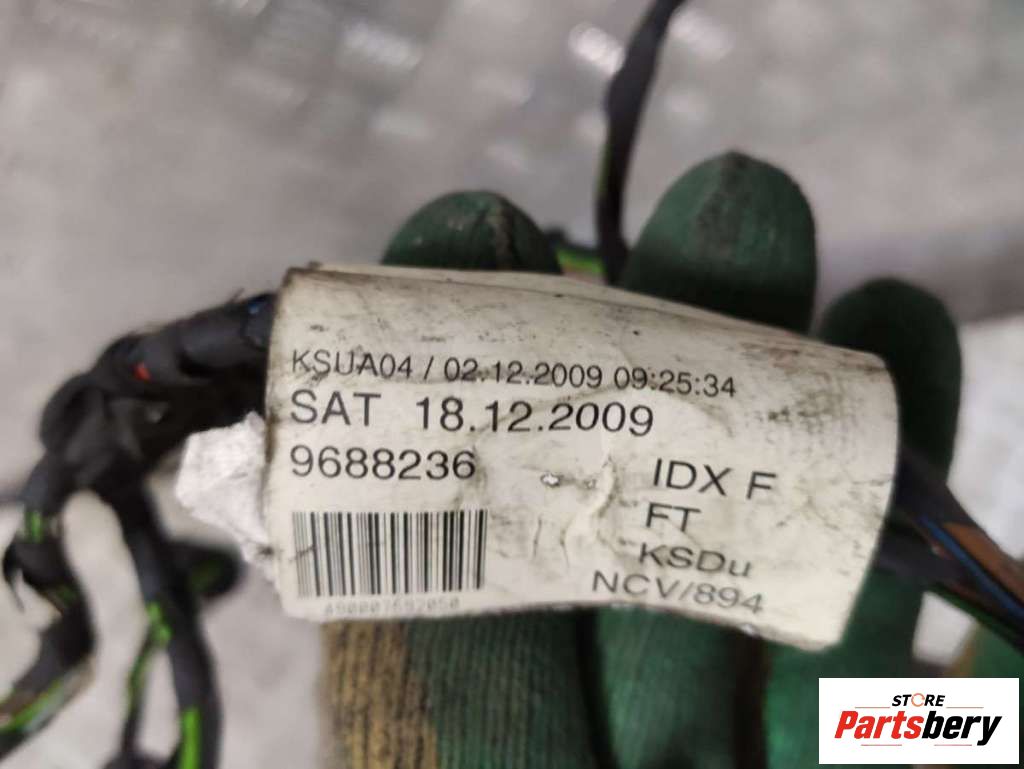 KSUA04 / 02.12.2009 09:25:34
SAT 18.12.2009
9688236
IDX F
FT
KSDu
NCV/894
STORE
Partsbery